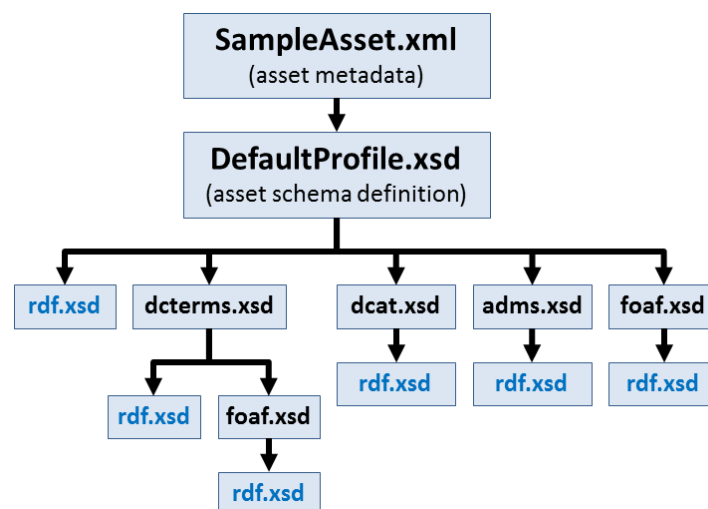 SampleAsset.xml
(asset metadata)
DefaultProfile.xsd
(asset schema definition)
rdf.xsd
dcterms.xsd
dcat.xsd
adms.xsd
foaf.xsd
rdf.xsd
rdf.xsd
rdf.xsd
rdf.xsd
foaf.xsd
rdf.xsd